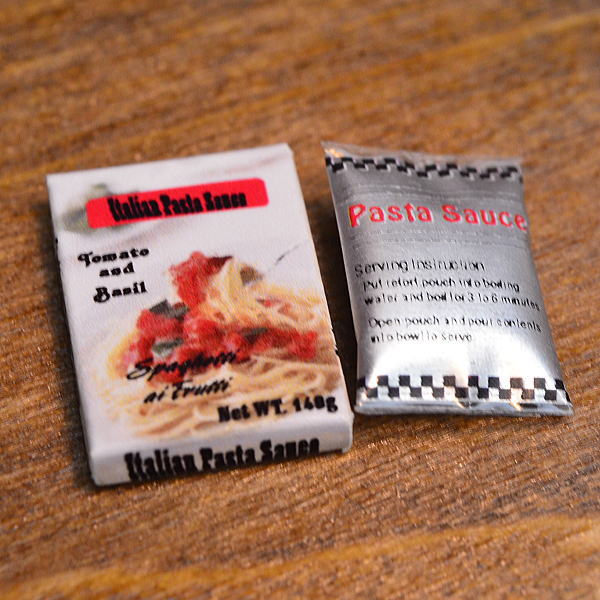 Italian Pasta Sauce
Tomato
and
Basil
Spaghetti
ai Frutti
Net WT. 148g
Italian Pasta Sauce
Pasta Sauce
Serving Instruction
Put retort pouch into boiling
water and boil for 3 to 6 minutes
Open pouch and pour contents
into bowl to serve